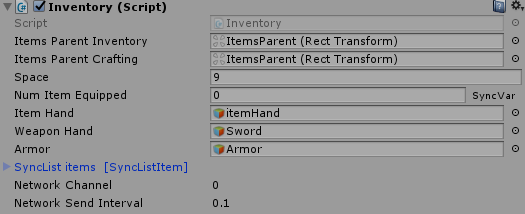 Inventory (Script)
Script Inventory
Items Parent Inventory ItemsParent (Rect Transform)
Items Parent Crafting ItemsParent (Rect Transform)
Space 9
Num Item Equipped 0 SyncVar
Item Hand itemHand
Weapon Hand Sword
Armor Armor
SyncList items [SyncListItem]
Network Channel 0
Network Send Interval 0.1